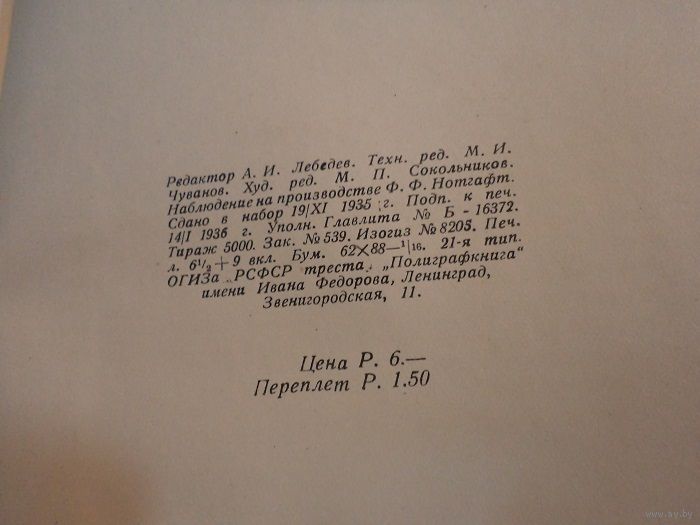 Редактор А. И. Лебедев. Техн. ред. М. И.
Чуванов. Худ. ред. М. П. Сокольников.
Наблюдение на производстве Ф. Ф. Нотгафт.
Сдано в набор 19/XI 1935 г. Подп. к печ.
14/I 1936 г. Уполн. Главлита № Б - 16372.
Тираж 5000. Зак. № 539. Изогиз № 8205. Печ.
л. 6½ + 9 вкл. Бум. 62×88—1/16. 21-я тип.
ОГИЗа РСФСР треста „Полиграфкнига"
имени Ивана Федорова, Ленинград,
Звенигородская, 11.
Цена Р. 6.—
Переплет Р. 1.50
www.ay.by